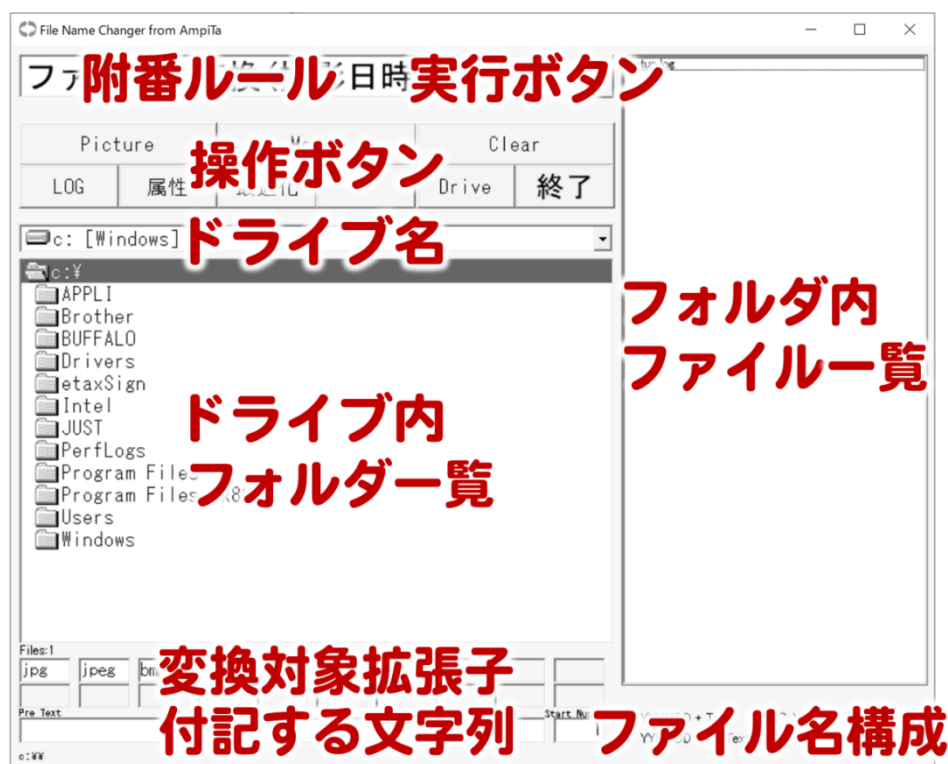 File Name Changer from AmpiTa
附番ルール 実行ボタン
Picture
Clear
操作ボタン
LOG
属性
Drive
終了
c: [Windows]
ドライブ名
c:¥
APPLI
Brother
BUFFALO
Drivers
etaxSign
Intel
JUST
PerfLogs
Program Files
Program Files
Users
Windows
ドライブ内
フォルダ一覧
フォルダ内
ファイル一覧
Files:1
jpg
jpeg
変換対象拡張子
Pre Text
付記する文字列
Start
ファイル名構成
c:¥¥